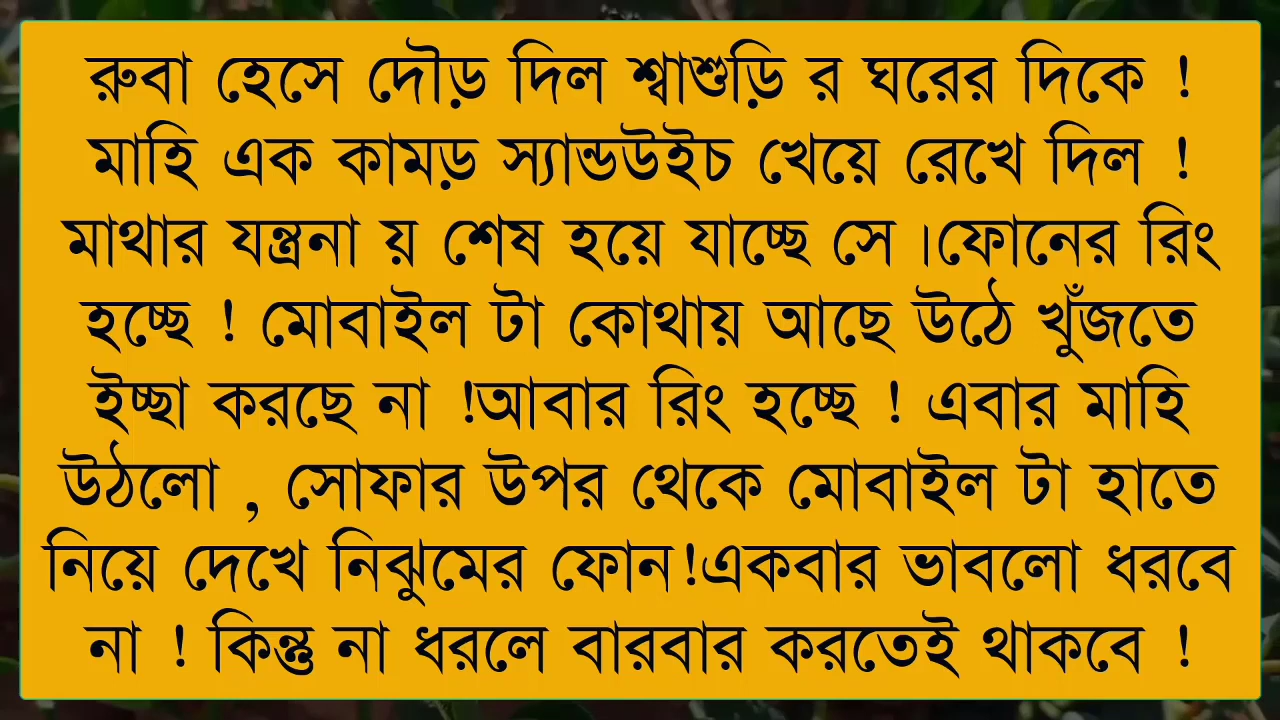 রুবা হেসে দৌড় দিল শ্বাশুড়ি র ঘরের দিকে !
মাহি এক কামড় স্যান্ডউইচ খেয়ে রেখে দিল !
মাথার যন্ত্রনা য় শেষ হয়ে যাচ্ছে সে ।ফোনের রিং
হচ্ছে ! মোবাইল টা কোথায় আছে উঠে খুঁজতে
ইচ্ছা করছে না !আবার রিং হচ্ছে ! এবার মাহি
উঠলো , সোফার উপর থেকে মোবাইল টা হাতে
নিয়ে দেখে নিঝুমের ফোন!একবার ভাবলো ধরবে
না ! কিন্তু না ধরলে বারবার করতেই থাকবে !